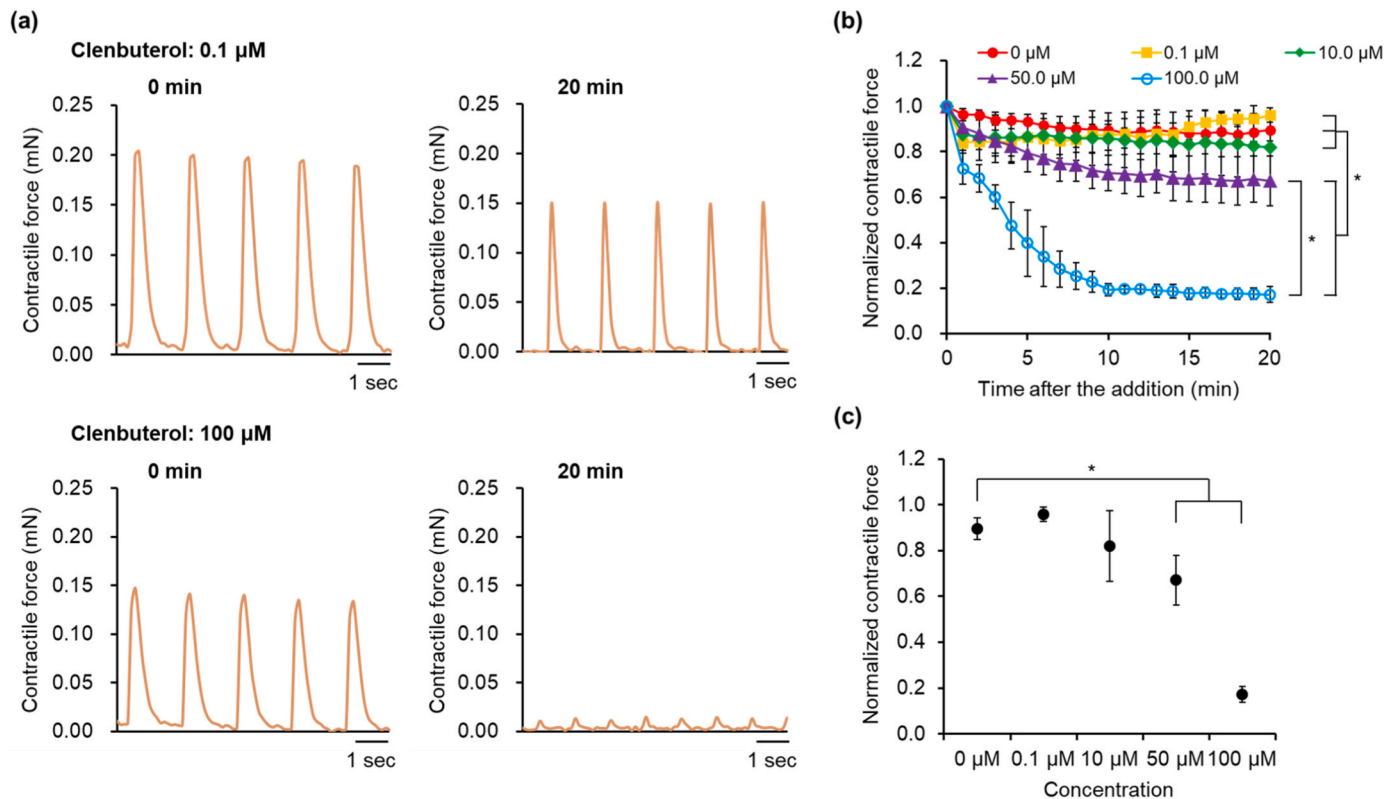 (a)
Clenbuterol: 0.1 μM
0 min
Contractile force (mN)
0.25
0.20
0.15
0.10
0.05
0.00
1 sec
20 min
Contractile force (mN)
0.25
0.20
0.15
0.10
0.05
0.00
1 sec
Clenbuterol: 100 μM
0 min
Contractile force (mN)
0.25
0.20
0.15
0.10
0.05
0.00
1 sec
20 min
Contractile force (mN)
0.25
0.20
0.15
0.10
0.05
0.00
1 sec
(b)
0 μM 0.1 μM 10.0 μM
50.0 μM 100.0 μM
Normalized contractile force
1.2
1.0
0.8
0.6
0.4
0.2
0.0
0 5 10 15 20
Time after the addition (min)
*
*
(c)
Normalized contractile force
1.2
1.0
0.8
0.6
0.4
0.2
0.0
*
0 μM 0.1 μM 10 μM 50 μM 100 μM
Concentration